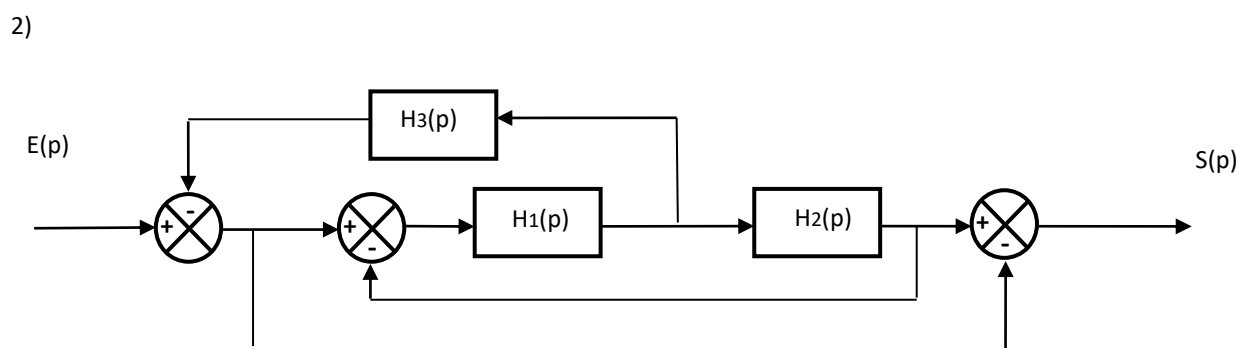 2)
H3(p)
E(p)
S(p)
-
+
+
H1(p)
H2(p)
+
-
-